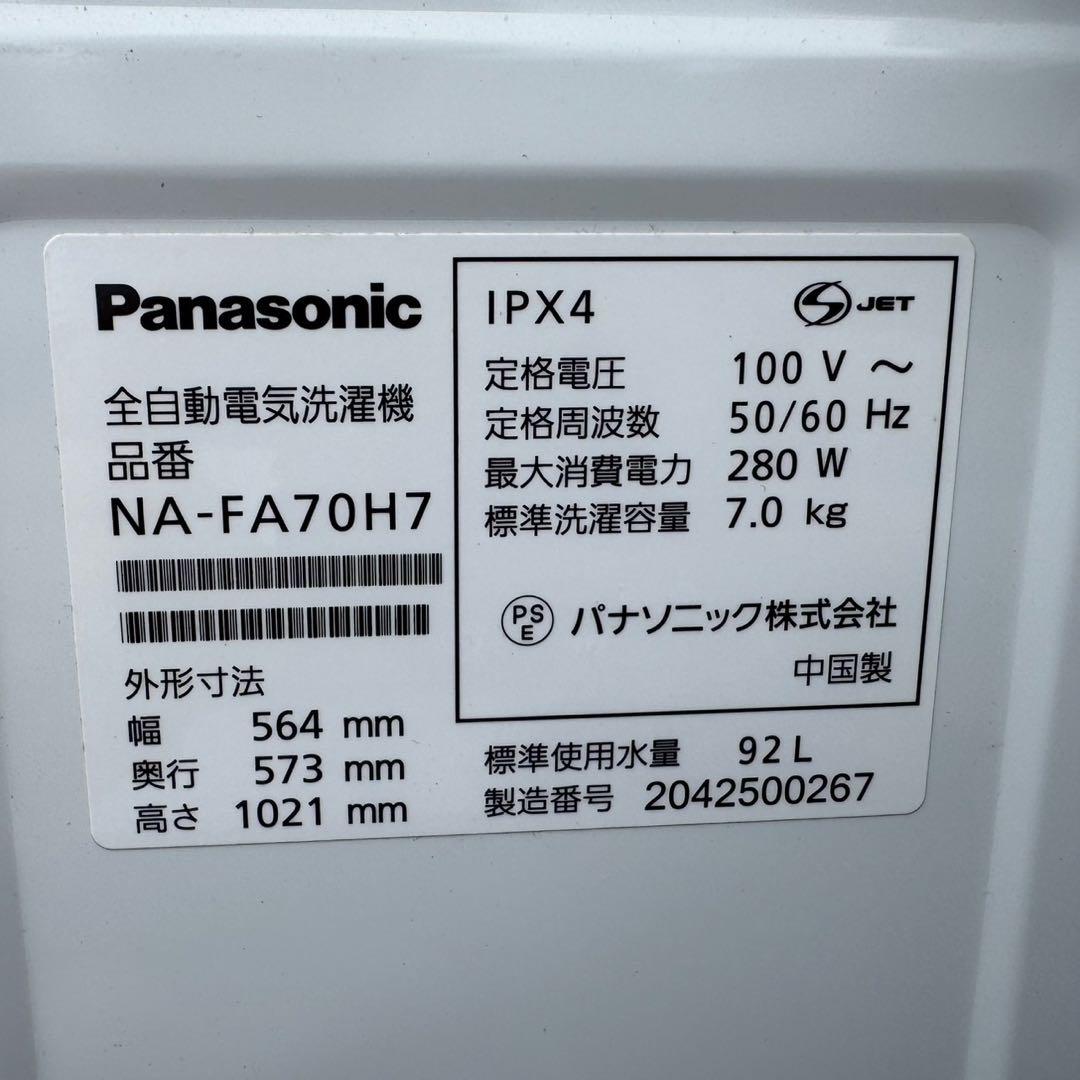 Panasonic
全自動電気洗濯機
品番
NA-FA70H7
外形寸法
幅 564 mm
奥行 573 mm
高さ 1021 mm
IPX4
S JET
定格電圧 100 V ～
定格周波数 50/60 Hz
最大消費電力 280 W
標準洗濯容量 7.0 kg
PSE パナソニック株式会社
中国製
標準使用水量 92 L
製造番号 2042500267